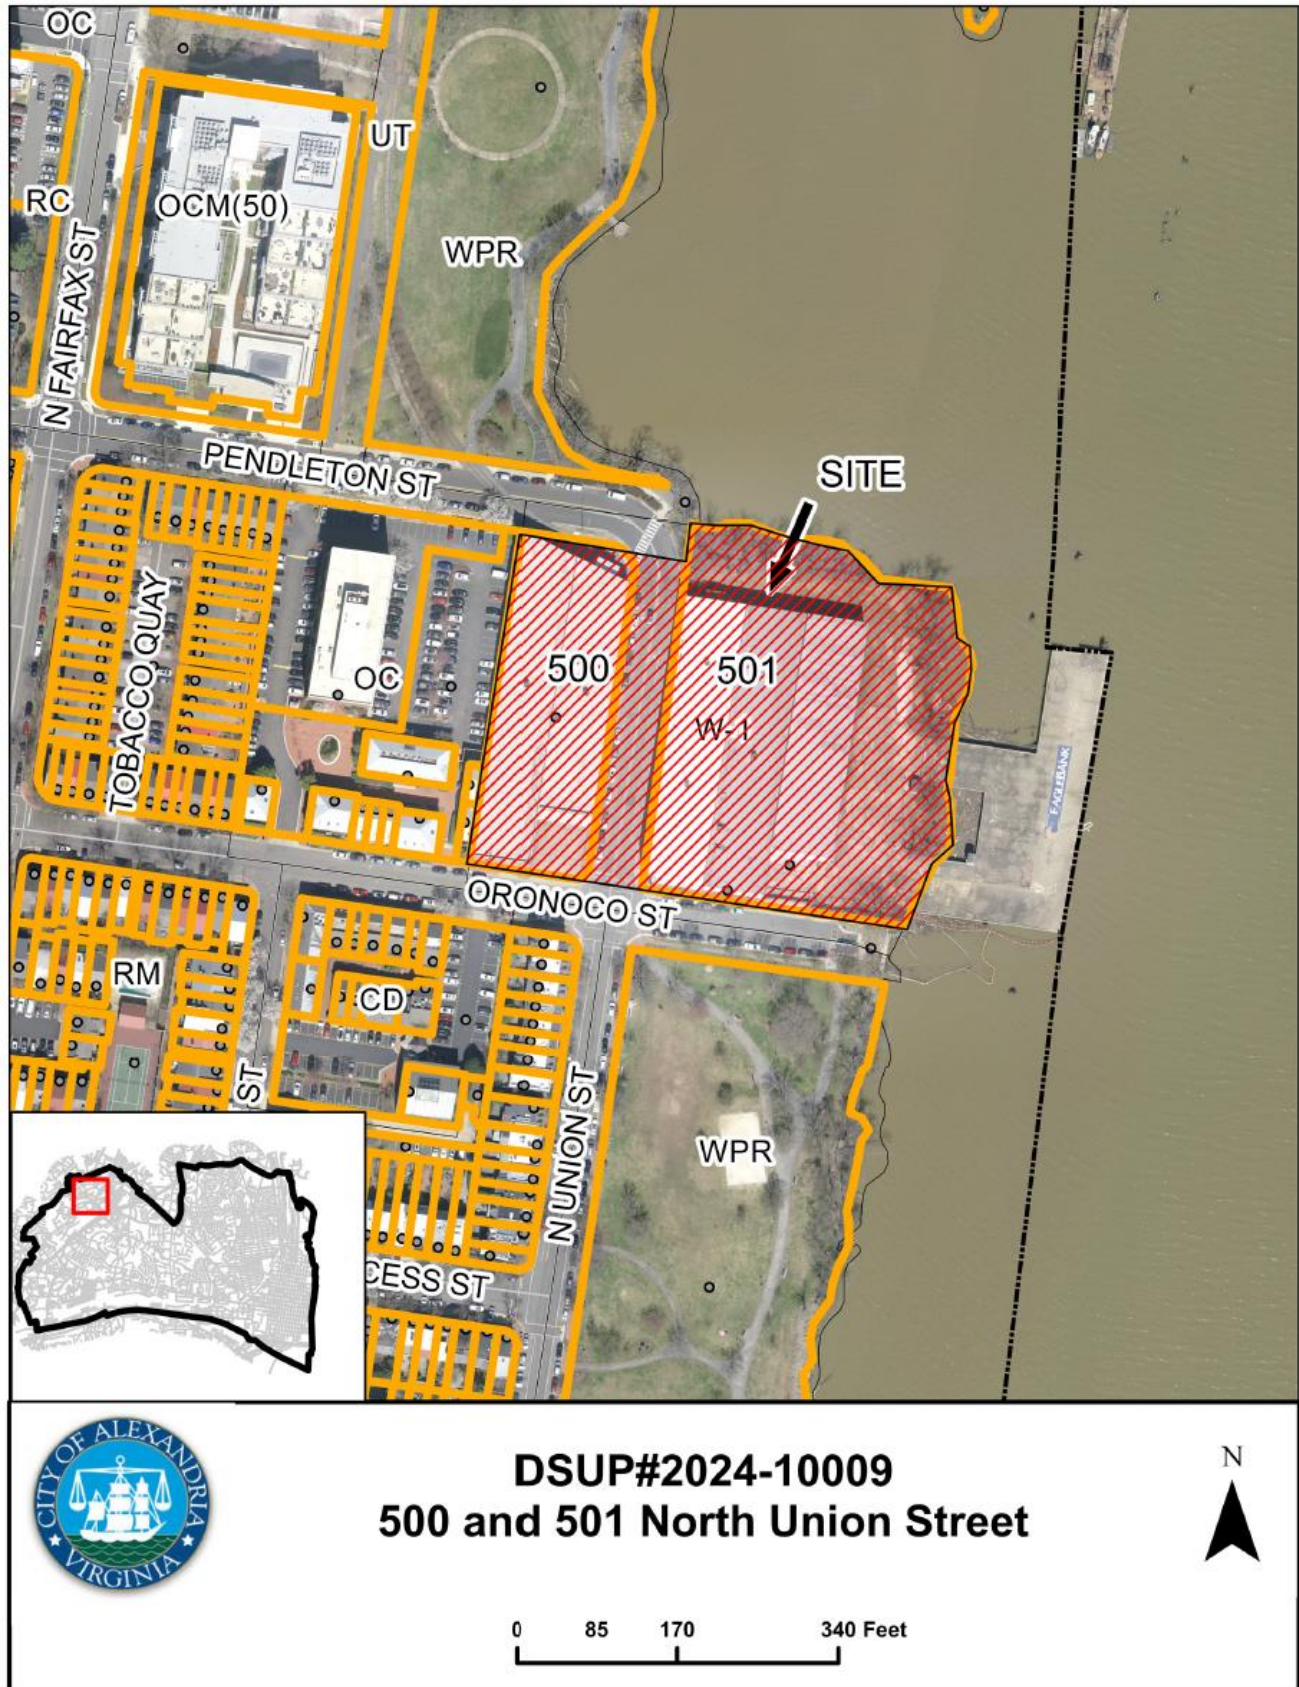 OC
UT
RC
OCM(50)
WPR
N FAIRFAX ST
PENDLETON ST
SITE
TOBACCO QUAY
OC
500
501
W-1
EAGLEBANK
ORONOCO ST
RM
CD
ST
N UNION ST
WPR
CESS ST
CITY OF ALEXANDRIA
VIRGINIA
DSUP#2024-10009
500 and 501 North Union Street
N
0 85 170 340 Feet